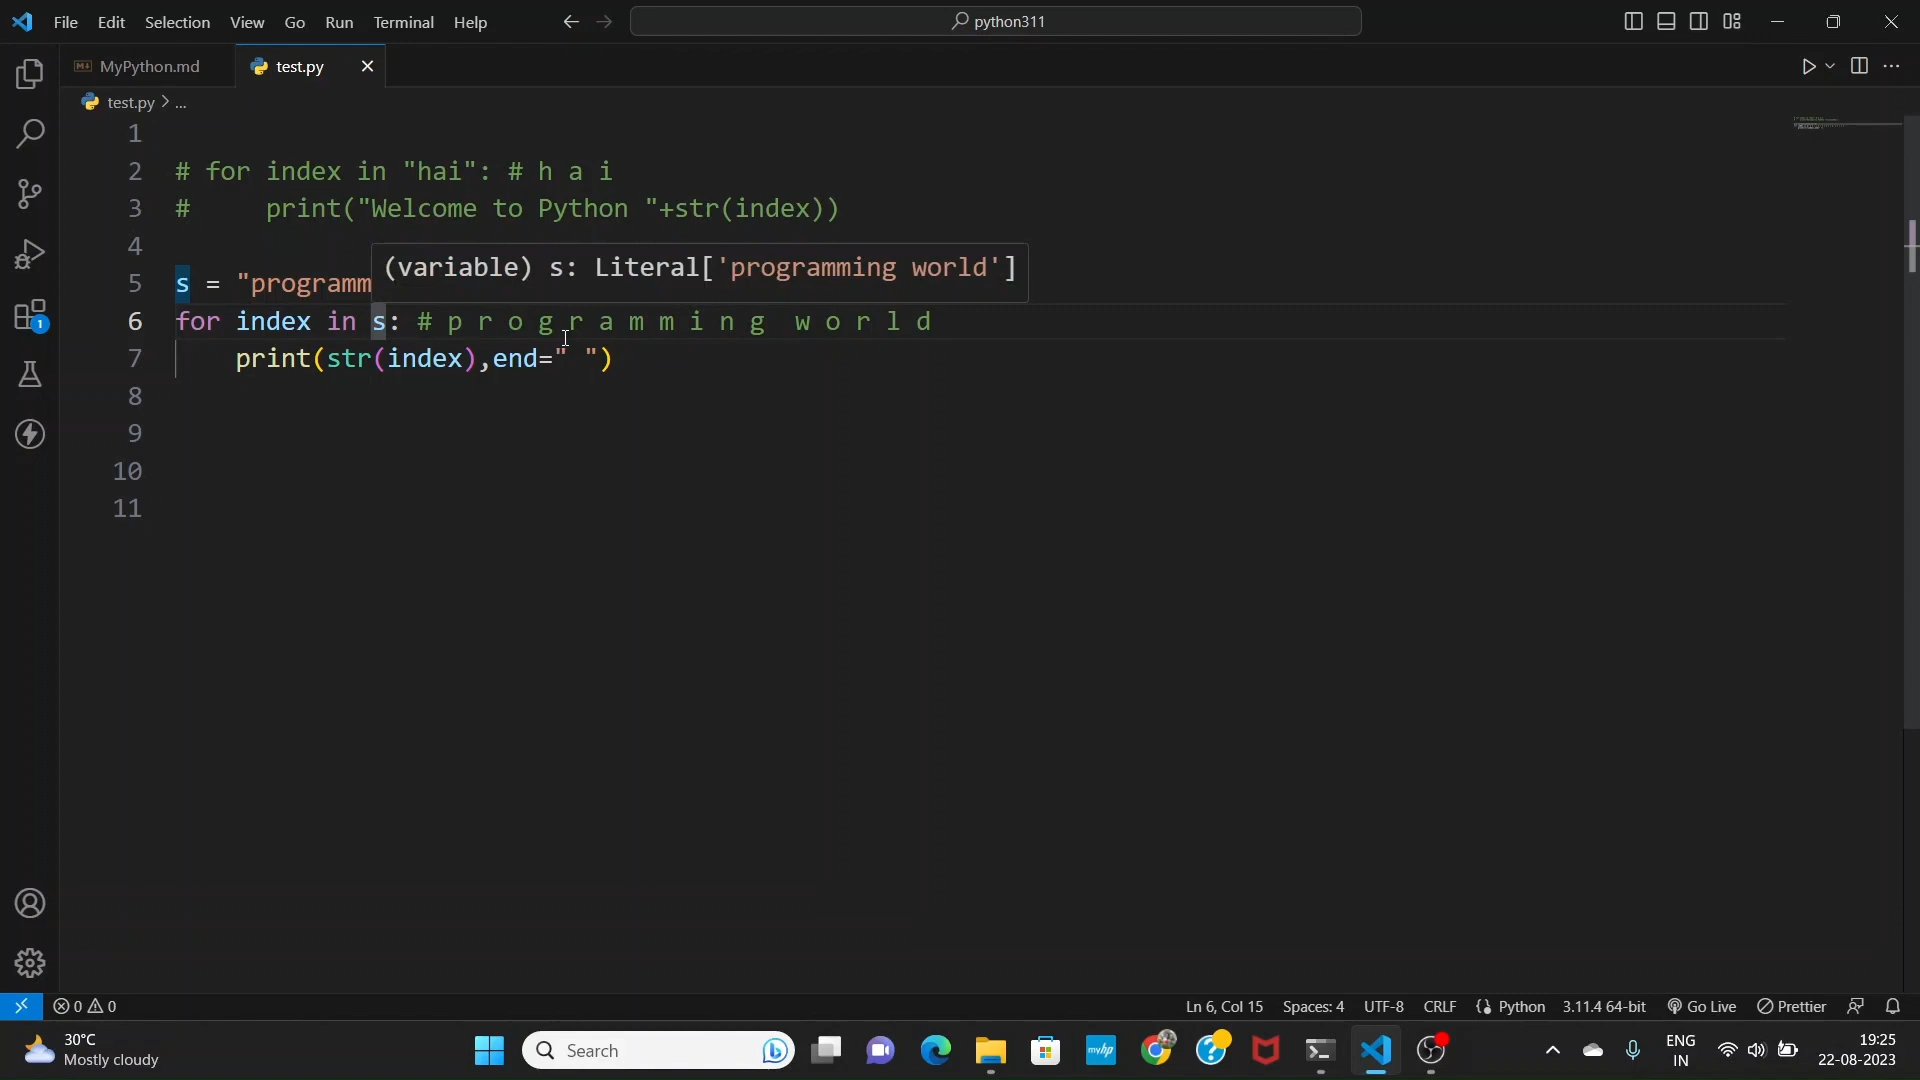 File Edit Selection View Go Run Terminal Help
python311
MyPython.md
test.py
test.py > ...
1
2 # for index in "hai": # h a i
3 #     print("Welcome to Python "+str(index))
4
(variable) s: Literal['programming world']
5 s = "programm
6 for index in s: # p r o g r a m m i n g  w o r l d
7     print(str(index),end=" ")
8
9
10
11
1
0 0
Ln 6, Col 15 Spaces: 4 UTF-8 CRLF Python 3.11.4 64-bit Go Live Prettier
30°C
Mostly cloudy
Search
myhp
ENG
IN
19:25
22-08-2023